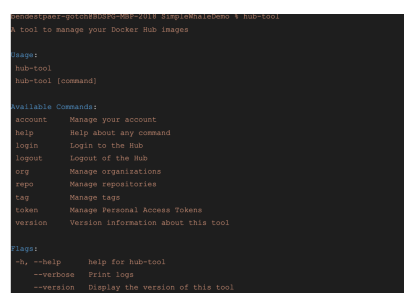 bendestpaer-gotch@BDSPG-MBP-2018 SimpleWhaleDemo % hub-tool
A tool to manage your Docker Hub images
Usage:
hub-tool
hub-tool [command]
Available Commands:
account Manage your account
help Help about any command
login Login to the Hub
logout Logout of the Hub
org Manage organizations
repo Manage repositories
tag Manage tags
token Manage Personal Access Tokens
version Version information about this tool
Flags:
-h, --help help for hub-tool
--verbose Print logs
--version Display the version of this tool